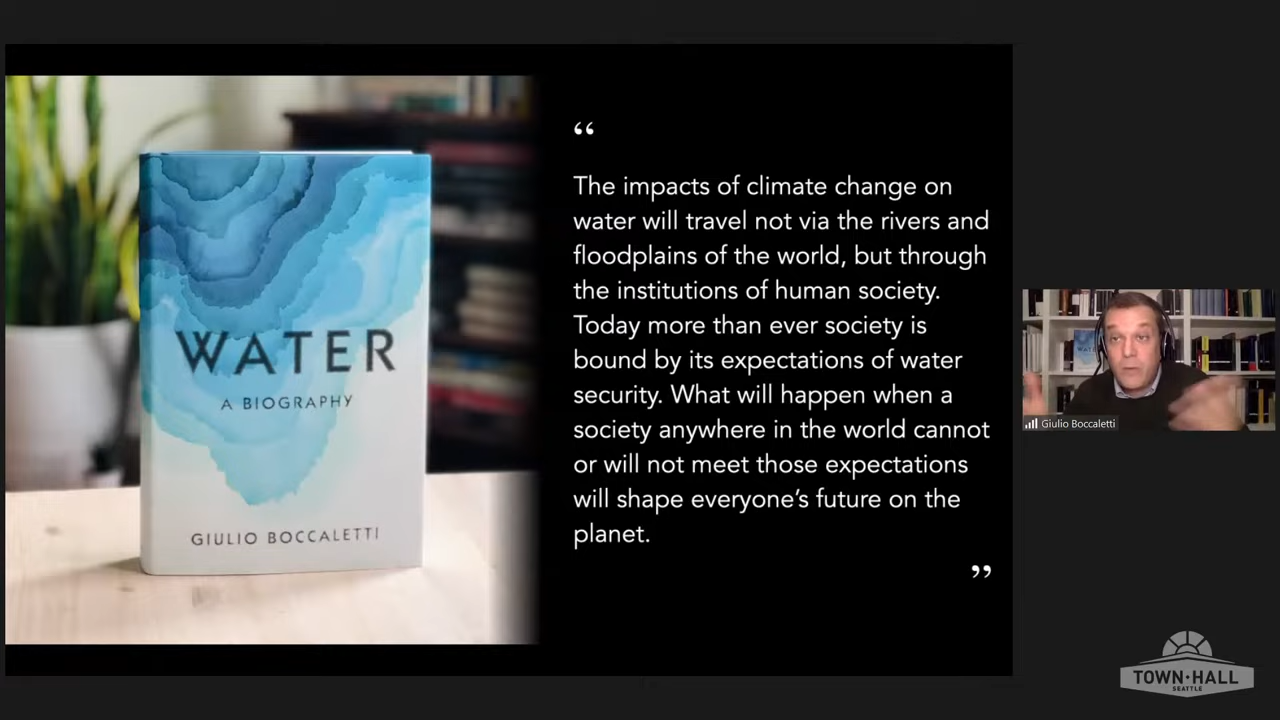 WATER
A BIOGRAPHY
GIULIO BOCCALETTI
“
The impacts of climate change on
water will travel not via the rivers and
floodplains of the world, but through
the institutions of human society.
Today more than ever society is
bound by its expectations of water
security. What will happen when a
society anywhere in the world cannot
or will not meet those expectations
will shape everyone’s future on the
planet.
”
Giulio Boccaletti
TOWN·HALL
SEATTLE